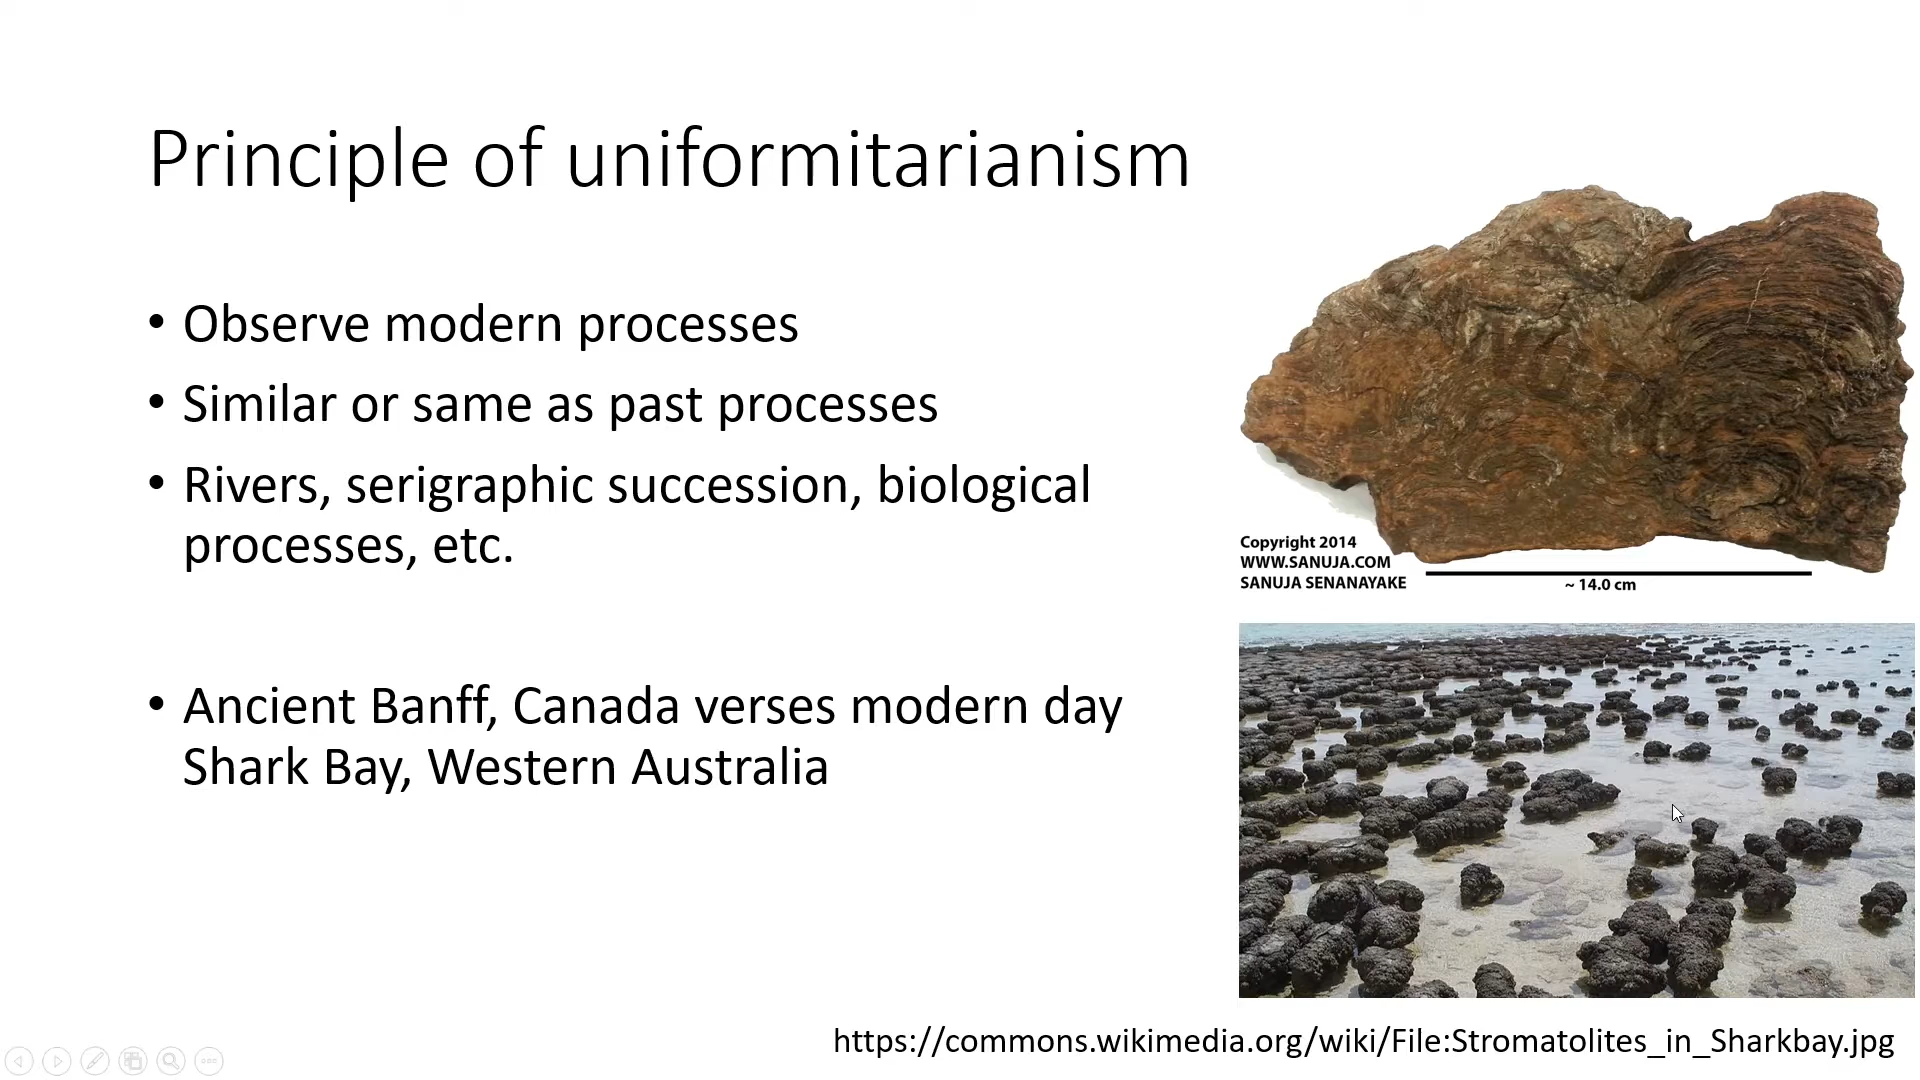 Principle of uniformitarianism
• Observe modern processes
• Similar or same as past processes
• Rivers, serigraphic succession, biological
processes, etc.
• Ancient Banff, Canada verses modern day
Shark Bay, Western Australia
Copyright 2014
WWW.SANUJA.COM
SANUJA SENANAYAKE
~ 14.0 cm
https://commons.wikimedia.org/wiki/File:Stromatolites_in_Sharkbay.jpg